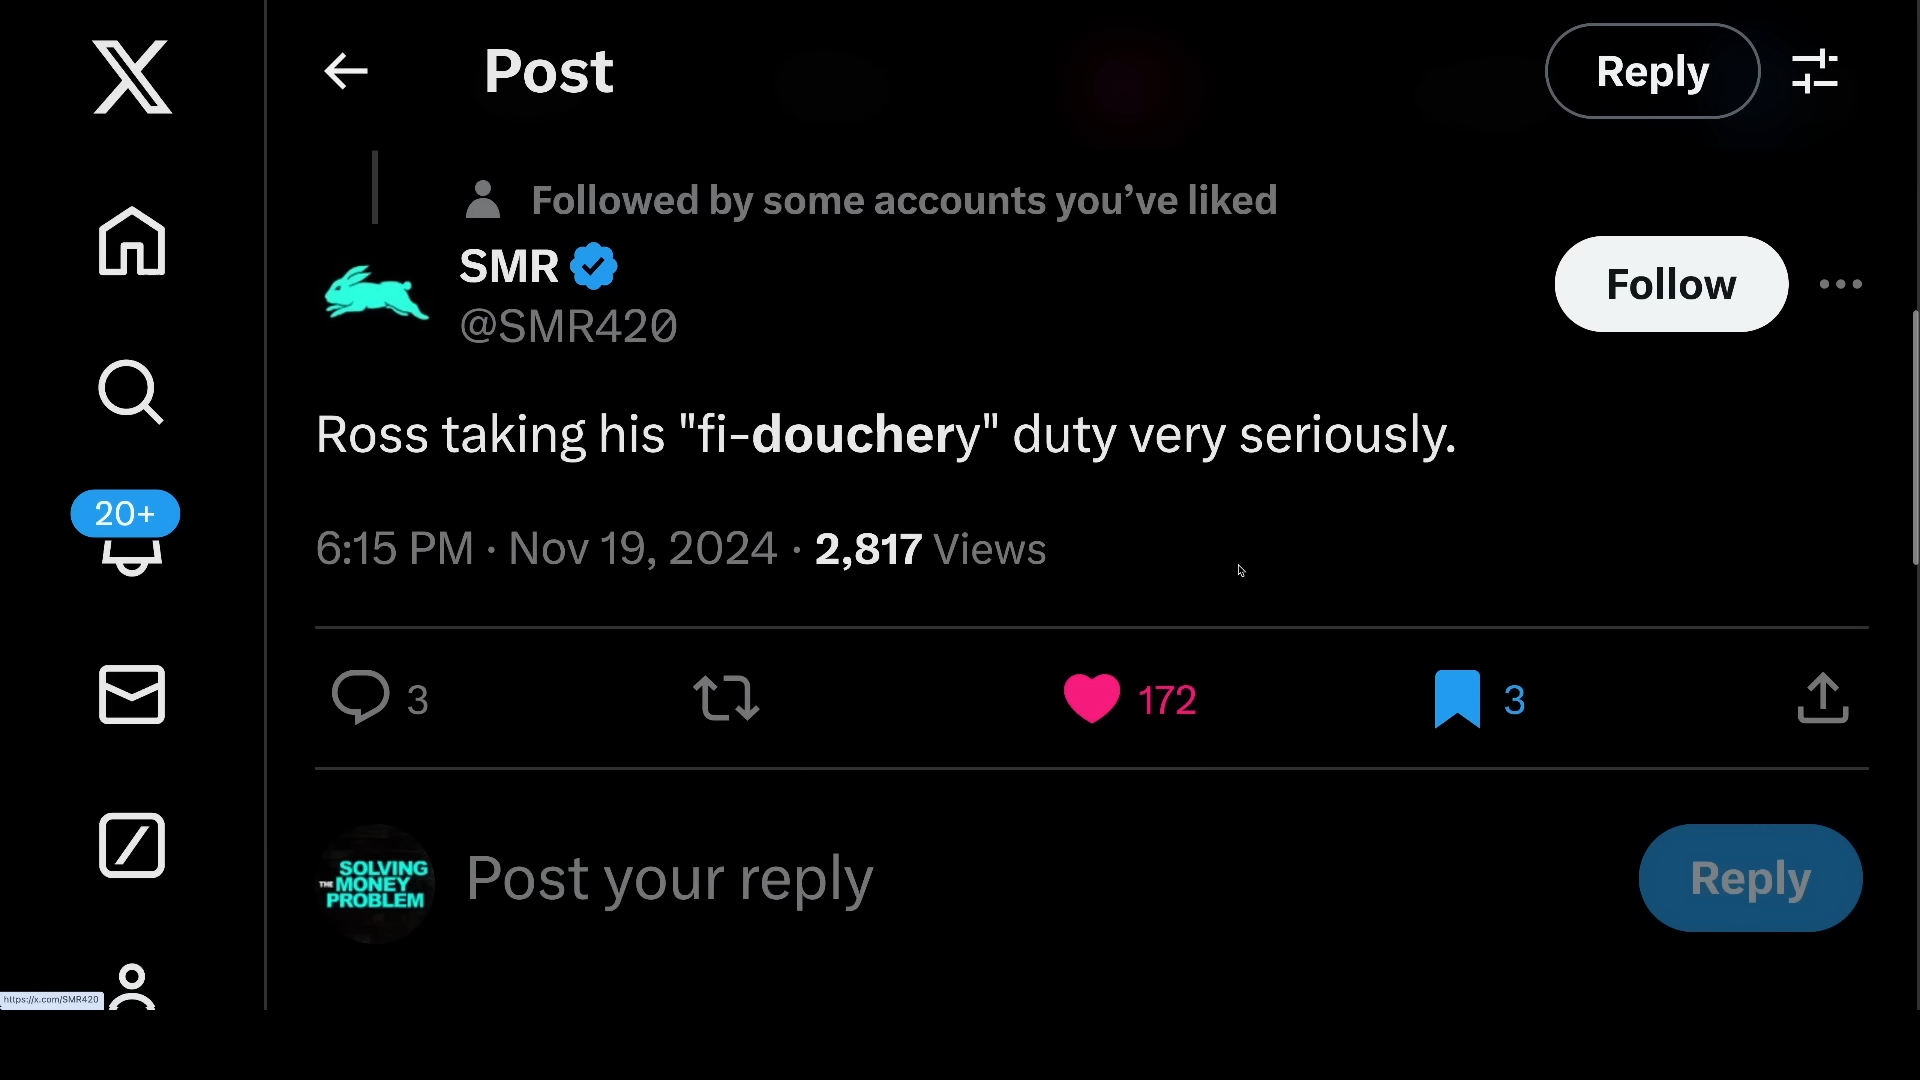 Post
Reply
Followed by some accounts you’ve liked
SMR
@SMR420
Follow
Ross taking his "fi-douchery" duty very seriously.
6:15 PM · Nov 19, 2024 · 2,817 Views
20+
3
172
3
SOLVING
THE MONEY
PROBLEM
Post your reply
Reply
https://x.com/SMR420